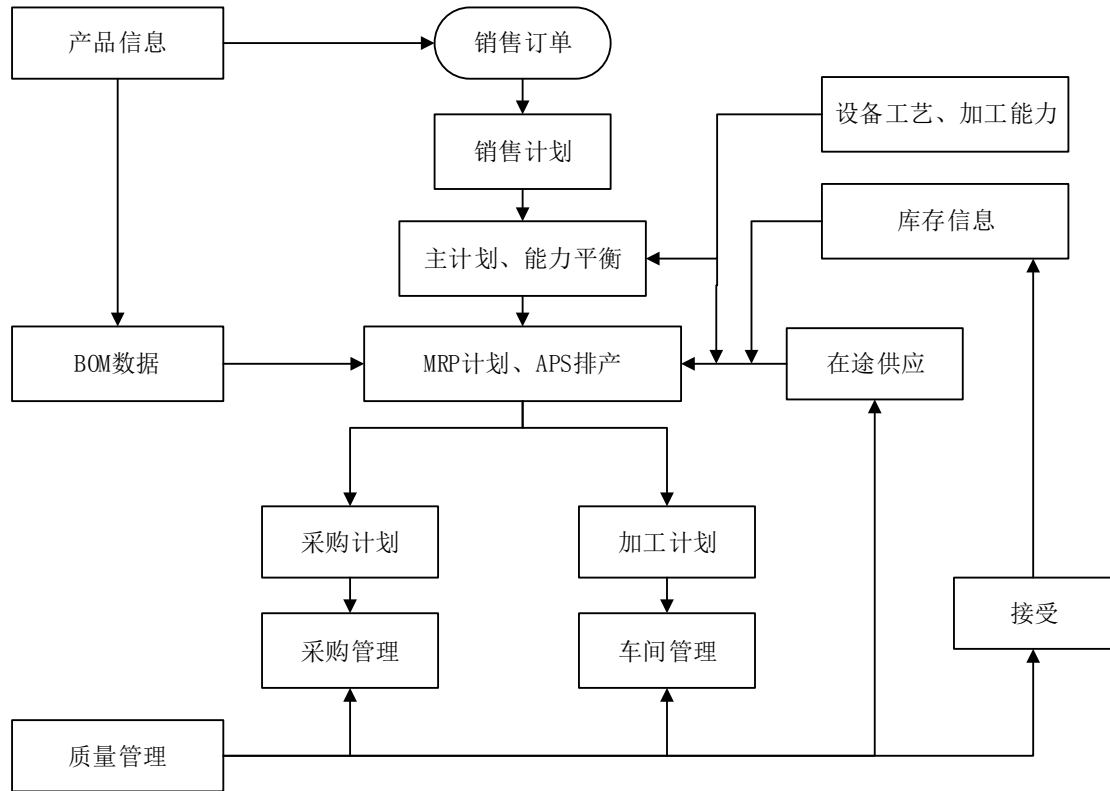 产品信息
销售订单
设备工艺、加工能力
销售计划
库存信息
主计划、能力平衡
BOM数据
MRP计划、APS排产
在途供应
采购计划
加工计划
接受
采购管理
车间管理
质量管理